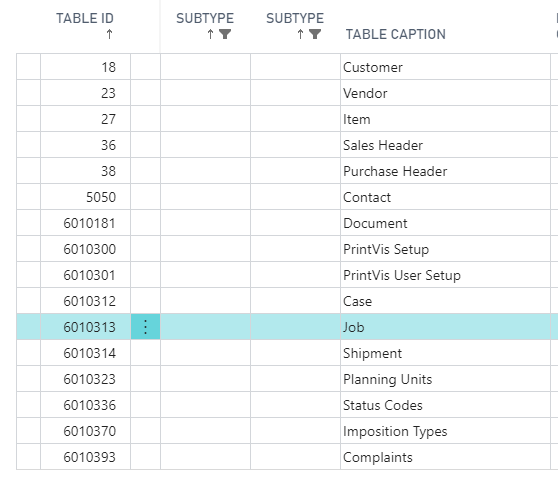 TABLE ID SUBTYPE SUBTYPE TABLE CAPTION
18 Customer
23 Vendor
27 Item
36 Sales Header
38 Purchase Header
5050 Contact
6010181 Document
6010300 PrintVis Setup
6010301 PrintVis User Setup
6010312 Case
6010313 Job
6010314 Shipment
6010323 Planning Units
6010336 Status Codes
6010370 Imposition Types
6010393 Complaints